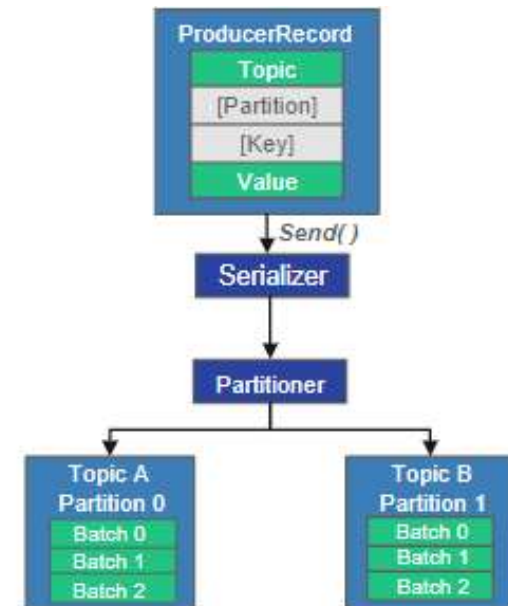 ProducerRecord
Topic
[Partition]
[Key]
Value
Send( )
Serializer
Partitioner
Topic A
Partition 0
Batch 0
Batch 1
Batch 2
Topic B
Partition 1
Batch 0
Batch 1
Batch 2